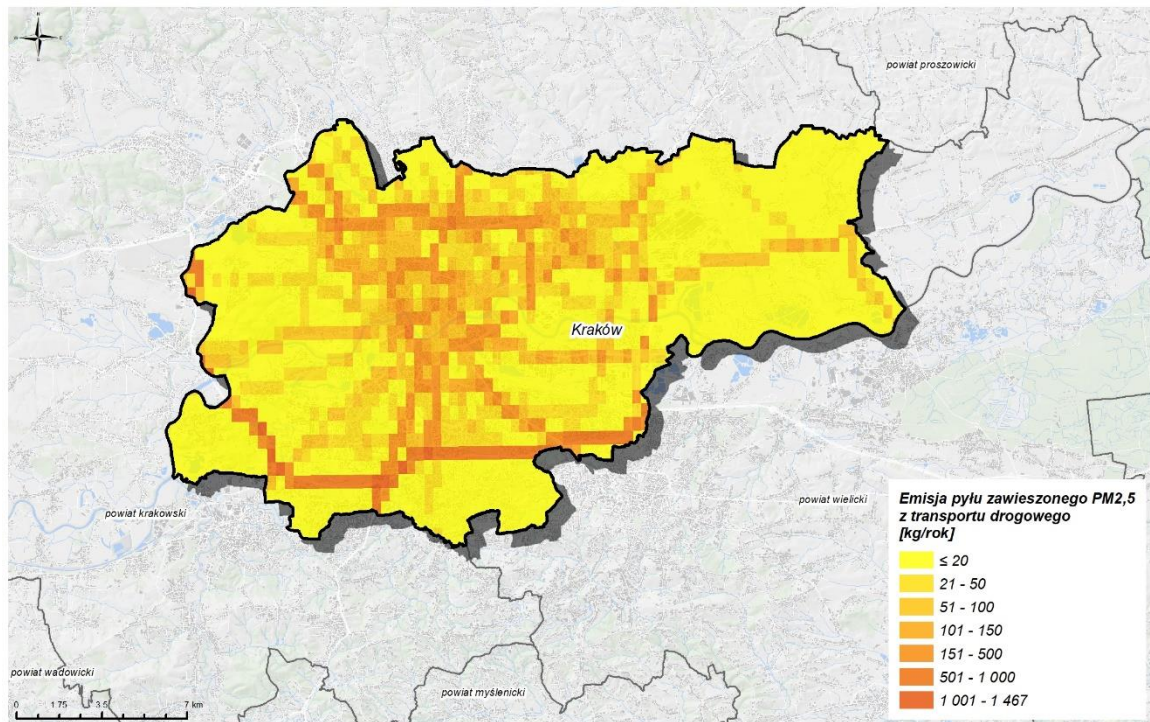 powiat proszowicki
Kraków
powiat krakowski
powiat wielicki
powiat wadowicki
powiat myślenicki
0 1 75 3.5 7 km
Emisja pyłu zawieszonego PM2,5
z transportu drogowego
[kg/rok]
≤ 20
21 - 50
51 - 100
101 - 150
151 - 500
501 - 1 000
1 001 - 1 467